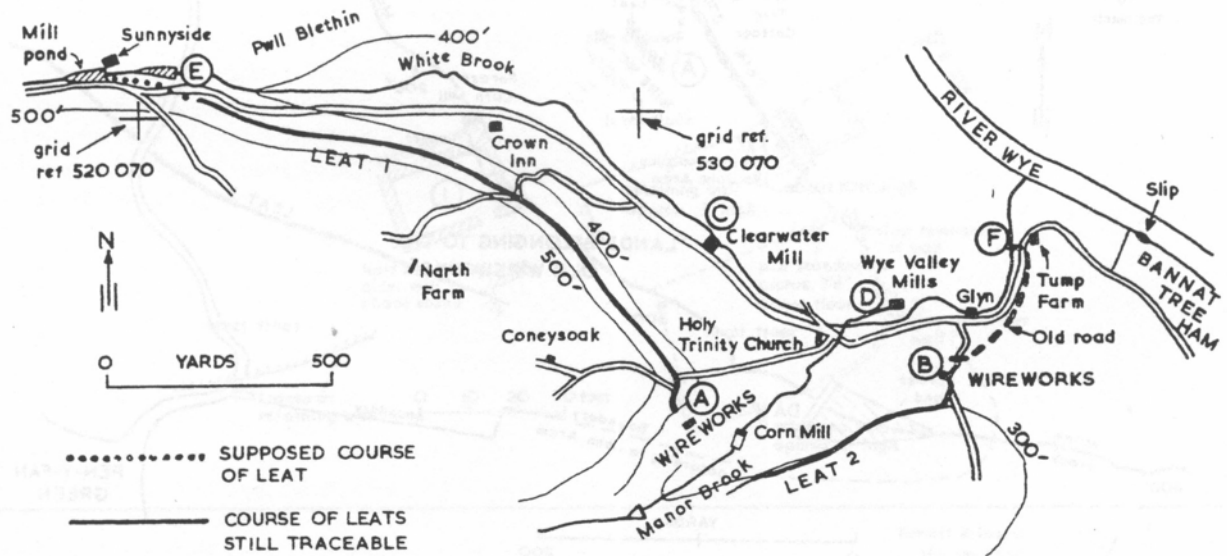 Mill
pond
Sunnyside
Pwll Blethin
400'
White Brook
E
500'
grid
ref 520 070
LEAT 1
Crown
Inn
grid ref.
530 070
RIVER WYE
Slip
BANNAT
TREE
HAM
C
Clearwater
Mill
F
Tump
Farm
N
Narth
Farm
400'
500'
Wye Valley
Mills
D
Glyn
Old road
Holy
Trinity Church
Coneysoak
0 YARDS 500
A
WIREWORKS
B
WIREWORKS
Corn Mill
Manor Brook
LEAT 2
300'
SUPPOSED COURSE
OF LEAT
COURSE OF LEATS
STILL TRACEABLE